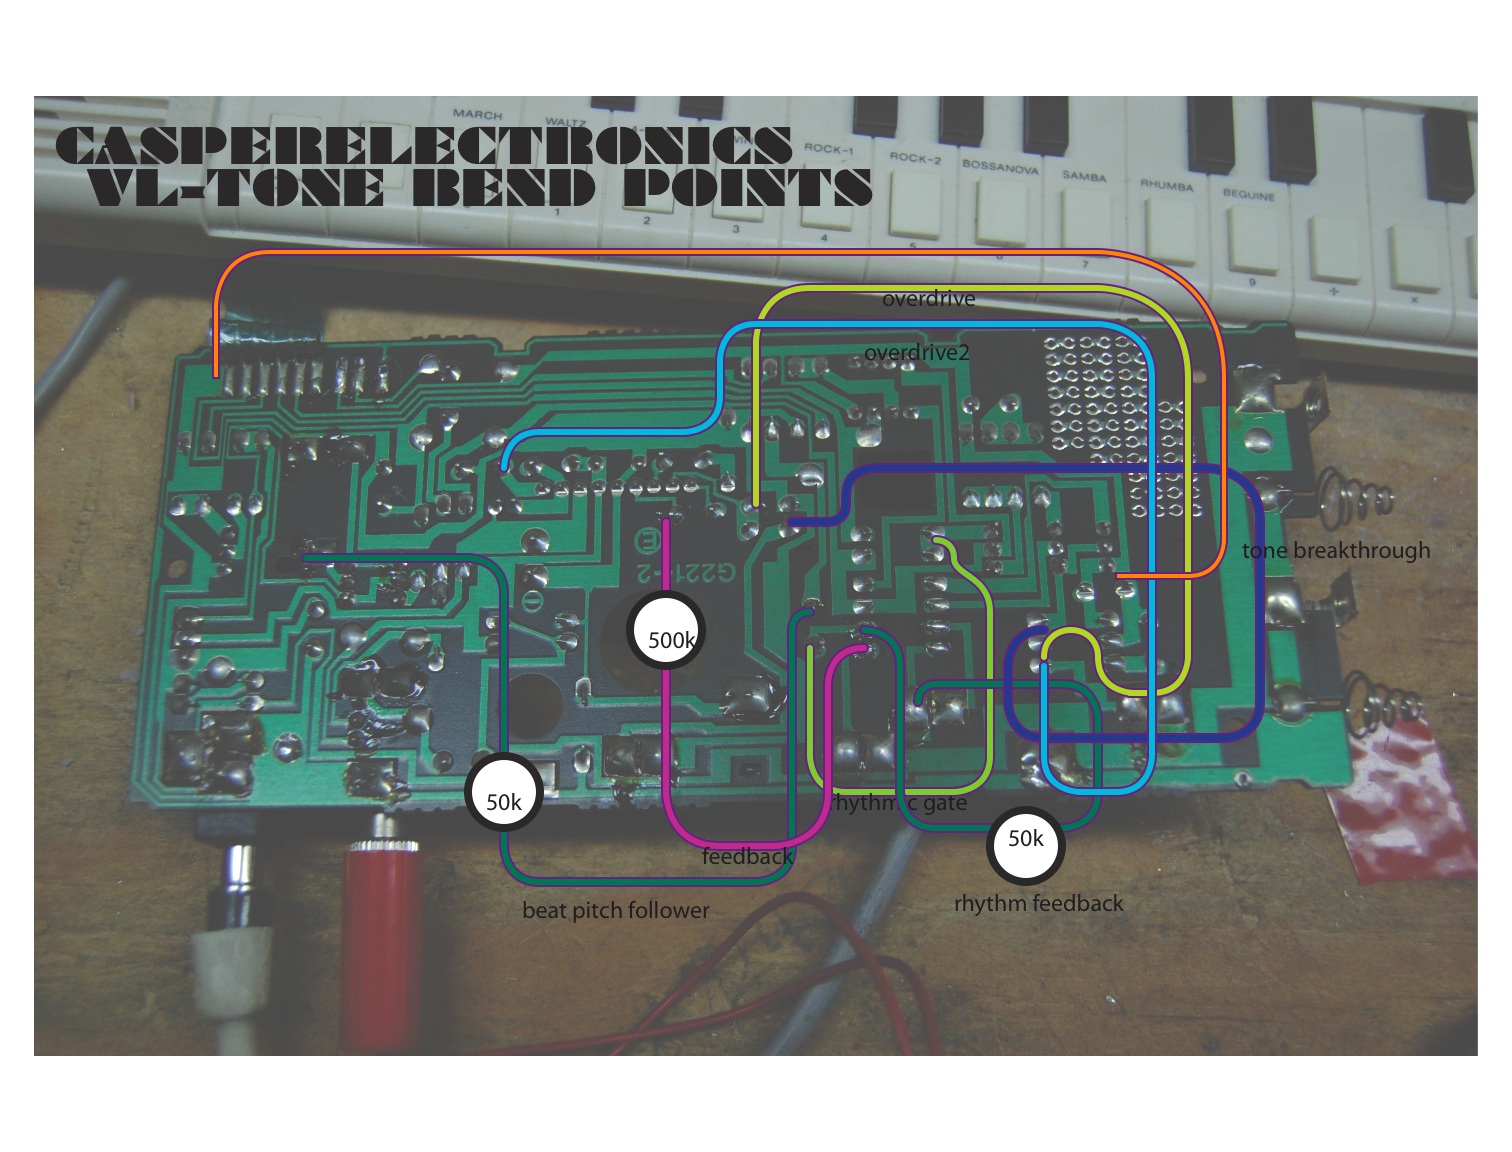 CASPERELECTRONICS
VL-TONE BEND POINTS
MARCH
WALTZ
ROCK-1
ROCK-2
BOSSANOVA
SAMBA
RHUMBA
BEGUINE
1
2
3
4
5
6
7
9
÷
×
overdrive
overdrive2
tone breakthrough
E
G221-2
500k
50k
rhythmic gate
50k
feedback
rhythm feedback
beat pitch follower